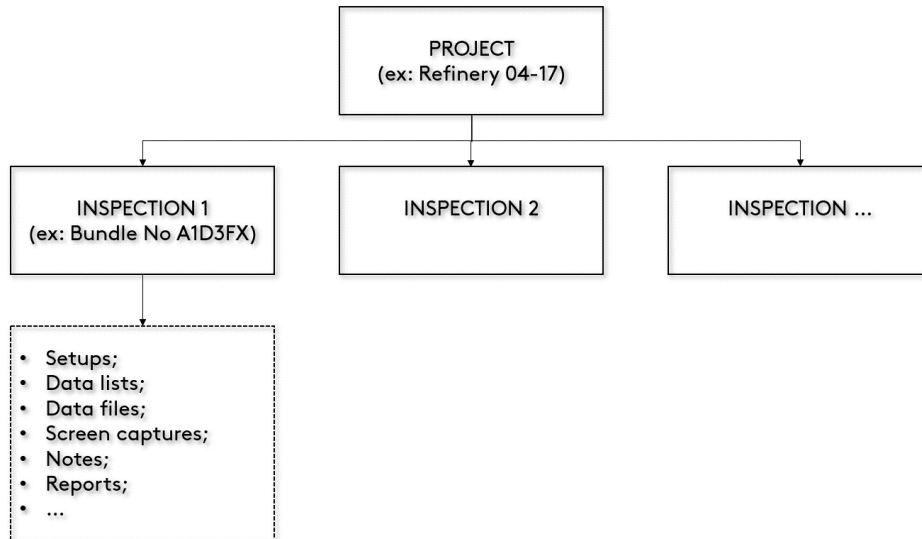 PROJECT
(ex: Refinery 04-17)
INSPECTION 1
(ex: Bundle No A1D3FX)
INSPECTION 2
INSPECTION ...
• Setups;
• Data lists;
• Data files;
• Screen captures;
• Notes;
• Reports;
• ...